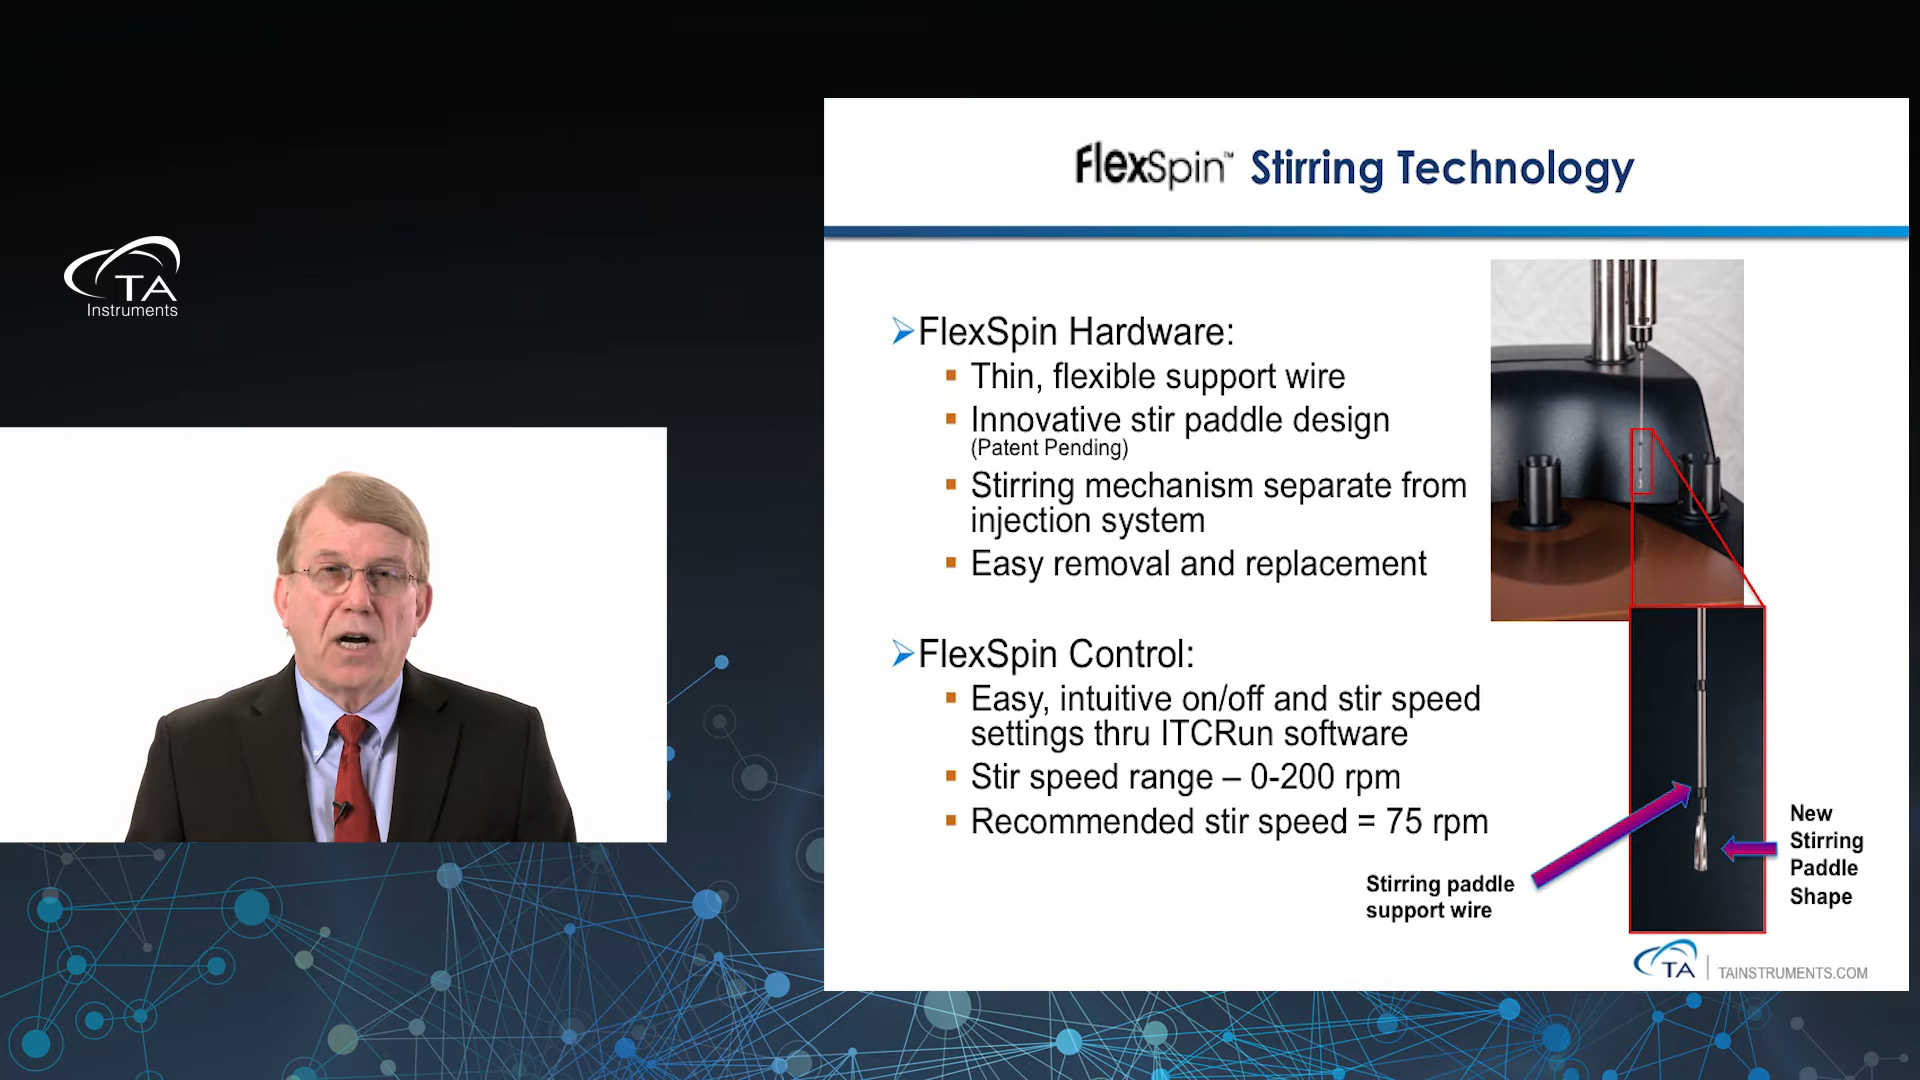 TA
Instruments
FlexSpin™ Stirring Technology
FlexSpin Hardware:
Thin, flexible support wire
Innovative stir paddle design
(Patent Pending)
Stirring mechanism separate from
injection system
Easy removal and replacement
FlexSpin Control:
Easy, intuitive on/off and stir speed
settings thru ITCRun software
Stir speed range – 0-200 rpm
Recommended stir speed = 75 rpm
Stirring paddle
support wire
New
Stirring
Paddle
Shape
TA | TAINSTRUMENTS.COM